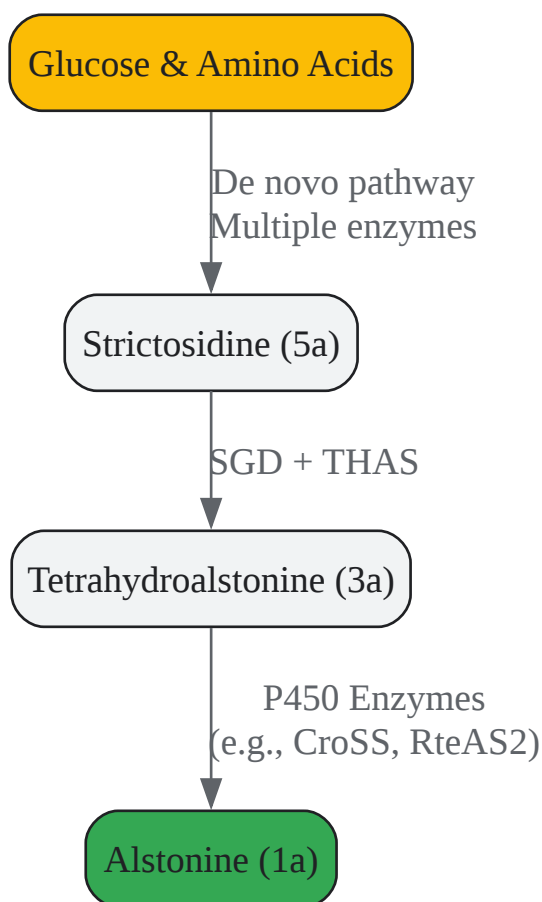 Glucose & Amino Acids
De novo pathway
Multiple enzymes
Strictosidine (5a)
SGD + THAS
Tetrahydroalstonine (3a)
P450 Enzymes
(e.g., CroSS, RteAS2)
Alstonine (1a)